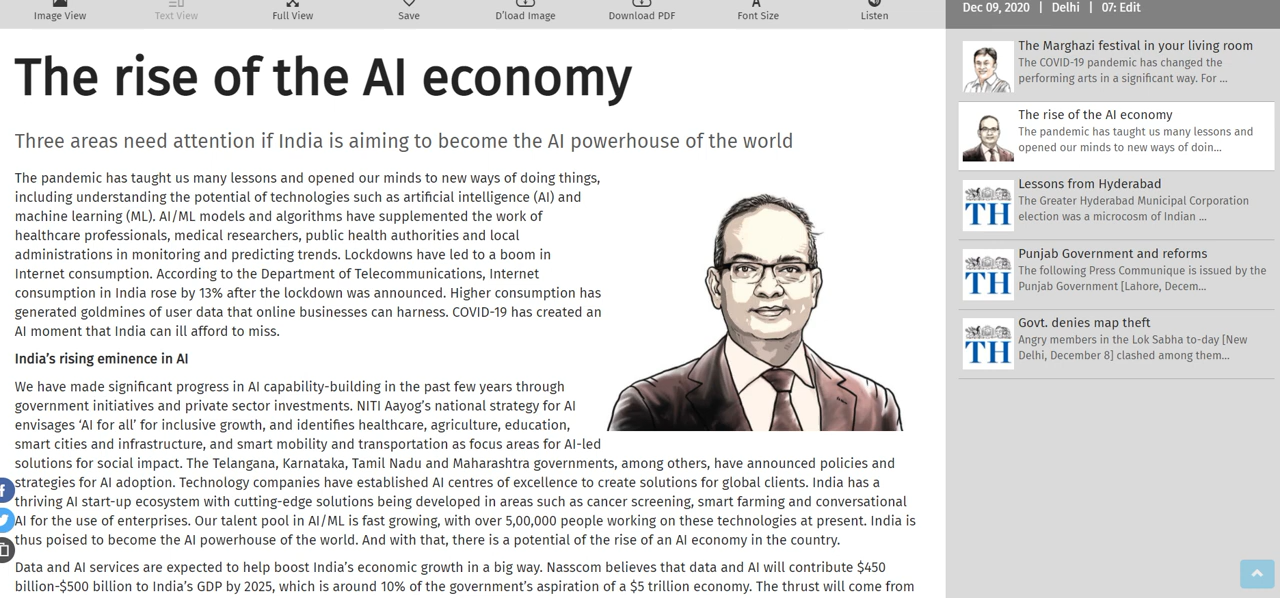 Image View
Text View
Full View
Save
D'load Image
Download PDF
Font Size
Listen
Dec 09, 2020 | Delhi | 07: Edit
The rise of the AI economy
Three areas need attention if India is aiming to become the AI powerhouse of the world
The pandemic has taught us many lessons and opened our minds to new ways of doing things,
including understanding the potential of technologies such as artificial intelligence (AI) and
machine learning (ML). AI/ML models and algorithms have supplemented the work of
healthcare professionals, medical researchers, public health authorities and local
administrations in monitoring and predicting trends. Lockdowns have led to a boom in
Internet consumption. According to the Department of Telecommunications, Internet
consumption in India rose by 13% after the lockdown was announced. Higher consumption has
generated goldmines of user data that online businesses can harness. COVID-19 has created an
AI moment that India can ill afford to miss.
India's rising eminence in AI
We have made significant progress in AI capability-building in the past few years through
government initiatives and private sector investments. NITI Aayog's national strategy for AI
envisages 'AI for all' for inclusive growth, and identifies healthcare, agriculture, education,
smart cities and infrastructure, and smart mobility and transportation as focus areas for AI-led
solutions for social impact. The Telangana, Karnataka, Tamil Nadu and Maharashtra governments, among others, have announced policies and
strategies for AI adoption. Technology companies have established AI centres of excellence to create solutions for global clients. India has a
thriving AI start-up ecosystem with cutting-edge solutions being developed in areas such as cancer screening, smart farming and conversational
AI for the use of enterprises. Our talent pool in AI/ML is fast growing, with over 5,00,000 people working on these technologies at present. India is
thus poised to become the AI powerhouse of the world. And with that, there is a potential of the rise of an AI economy in the country.
Data and AI services are expected to help boost India's economic growth in a big way. Nasscom believes that data and AI will contribute $450
billion-$500 billion to India's GDP by 2025, which is around 10% of the government's aspiration of a $5 trillion economy. The thrust will come from
The Marghazi festival in your living room
The COVID-19 pandemic has changed the
performing arts in a significant way. For ...
The rise of the AI economy
The pandemic has taught us many lessons and
opened our minds to new ways of doin...
TH
Lessons from Hyderabad
The Greater Hyderabad Municipal Corporation
election was a microcosm of Indian ...
TH
Punjab Government and reforms
The following Press Communique is issued by the
Punjab Government [Lahore, Decem...
TH
Govt. denies map theft
Angry members in the Lok Sabha to-day [New
Delhi, December 8] clashed among them...